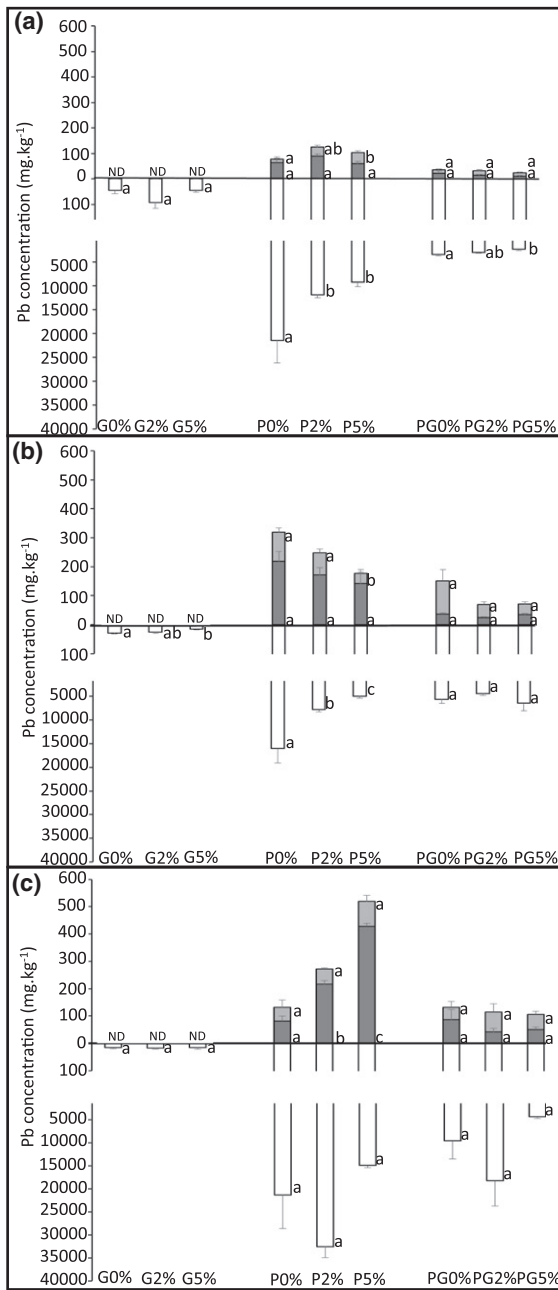 (a)
Pb concentration (mg.kg⁻¹)
600
500
400
300
200
100
0
100
5000
10000
15000
20000
25000
30000
35000
40000
ND ND ND
a a a
a ab b
a a a
a b b
a a a
a a a
a ab b
G0% G2% G5% P0% P2% P5% PG0% PG2% PG5%
(b)
Pb concentration (mg.kg⁻¹)
600
500
400
300
200
100
0
100
5000
10000
15000
20000
25000
30000
35000
40000
ND ND ND
a ab b
a a b
a a a
a b c
a a a
a a a
a a a
G0% G2% G5% P0% P2% P5% PG0% PG2% PG5%
(c)
Pb concentration (mg.kg⁻¹)
600
500
400
300
200
100
0
100
5000
10000
15000
20000
25000
30000
35000
40000
ND ND ND
a a a
a a a
a b c
a a a
a a a
a a a
a a a
G0% G2% G5% P0% P2% P5% PG0% PG2% PG5%